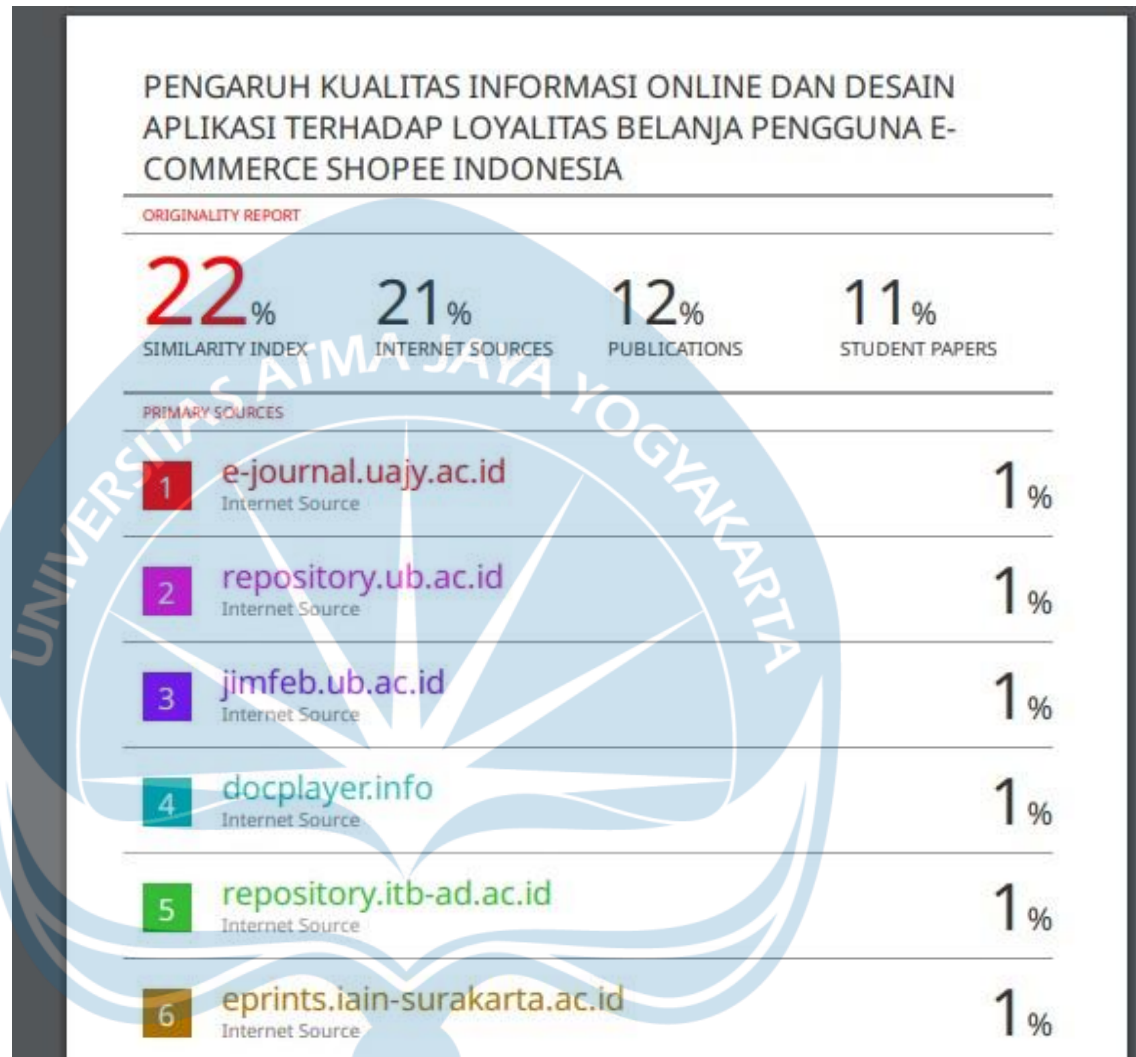 PENGARUH KUALITAS INFORMASI ONLINE DAN DESAIN
APLIKASI TERHADAP LOYALITAS BELANJA PENGGUNA E-
COMMERCE SHOPEE INDONESIA
ORIGINALITY REPORT
22% 21% 12% 11%
SIMILARITY INDEX INTERNET SOURCES PUBLICATIONS STUDENT PAPERS
UNIVERSITAS ATMA JAYA YOGYAKARTA
PRIMARY SOURCES
1 e-journal.uajy.ac.id 1%
Internet Source
2 repository.ub.ac.id 1%
Internet Source
3 jimfeb.ub.ac.id 1%
Internet Source
4 docplayer.info 1%
Internet Source
5 repository.itb-ad.ac.id 1%
Internet Source
6 eprints.iain-surakarta.ac.id 1%
Internet Source